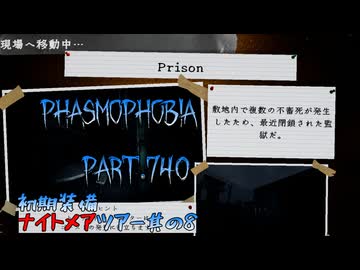 現場へ移動中…
Prison
PHASMOPHOBIA
PART.740
敷地内で複数の不審死が発生
したため、最近閉鎖された監
獄だ。
初期装備
ナイトメアツアー其の8